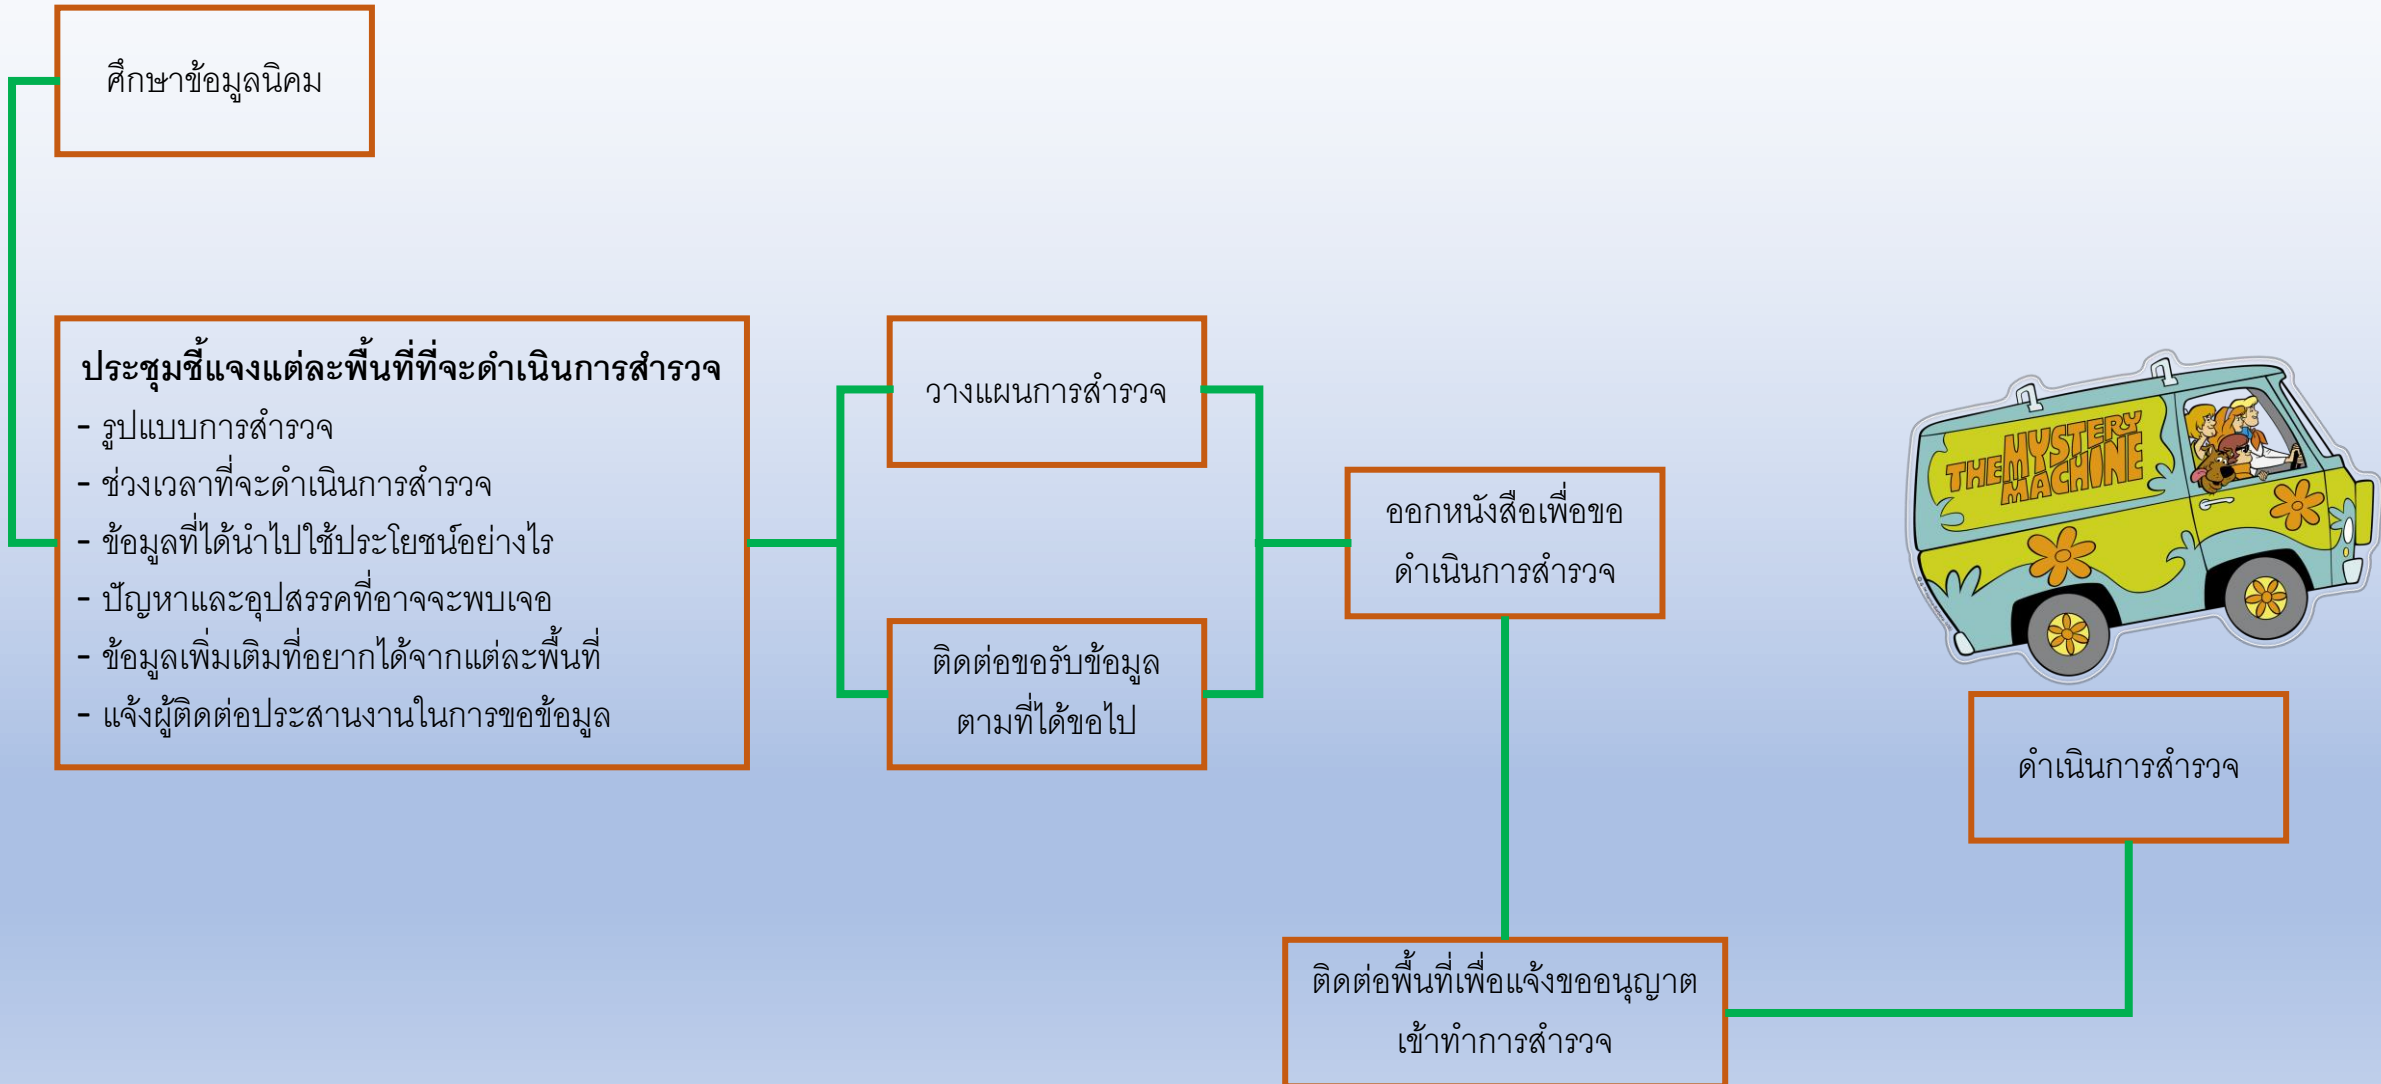 ศึกษาข้อมูลนิคม
ประชุมชี้แจงแต่ละพื้นที่ที่จะดำเนินการสำรวจ
- รูปแบบการสำรวจ
- ช่วงเวลาที่จะดำเนินการสำรวจ
- ข้อมูลที่ได้นำไปใช้ประโยชน์อย่างไร
- ปัญหาและอุปสรรคที่อาจจะพบเจอ
- ข้อมูลเพิ่มเติมที่อยากได้จากแต่ละพื้นที่
- แจ้งผู้ติดต่อประสานงานในการขอข้อมูล
วางแผนการสำรวจ
ติดต่อขอรับข้อมูล
ตามที่ได้ขอไป
ออกหนังสือเพื่อขอ
ดำเนินการสำรวจ
ติดต่อพื้นที่เพื่อแจ้งขออนุญาต
เข้าทำการสำรวจ
THE MYSTERY
MACHINE
ดำเนินการสำรวจ